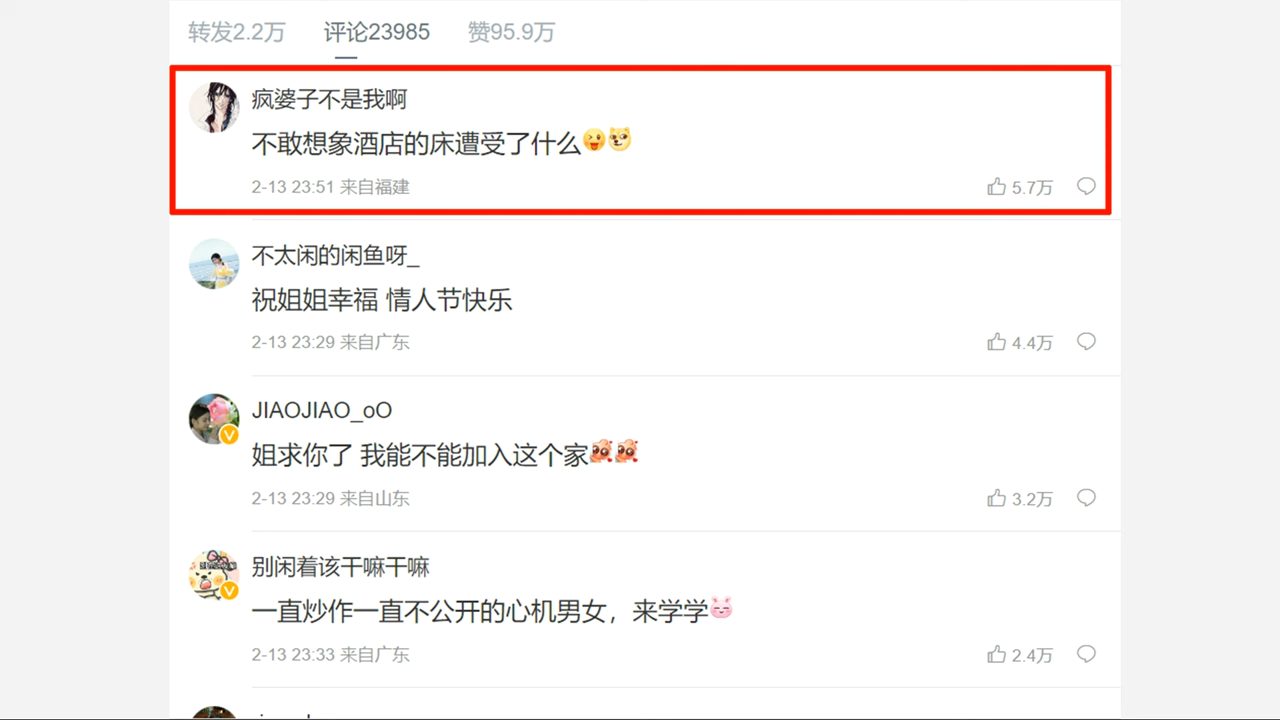 转发2.2万 评论23985 赞95.9万
疯婆子不是我啊
不敢想象酒店的床遭受了什么
2-13 23:51 来自福建 5.7万
不太闲的闲鱼呀_
祝姐姐幸福 情人节快乐
2-13 23:29 来自广东 4.4万
JIAOJIAO_oO
姐求你了 我能不能加入这个家
2-13 23:29 来自山东 3.2万
别闲着该干嘛干嘛
一直炒作一直不公开的心机男女，来学学
2-13 23:33 来自广东 2.4万